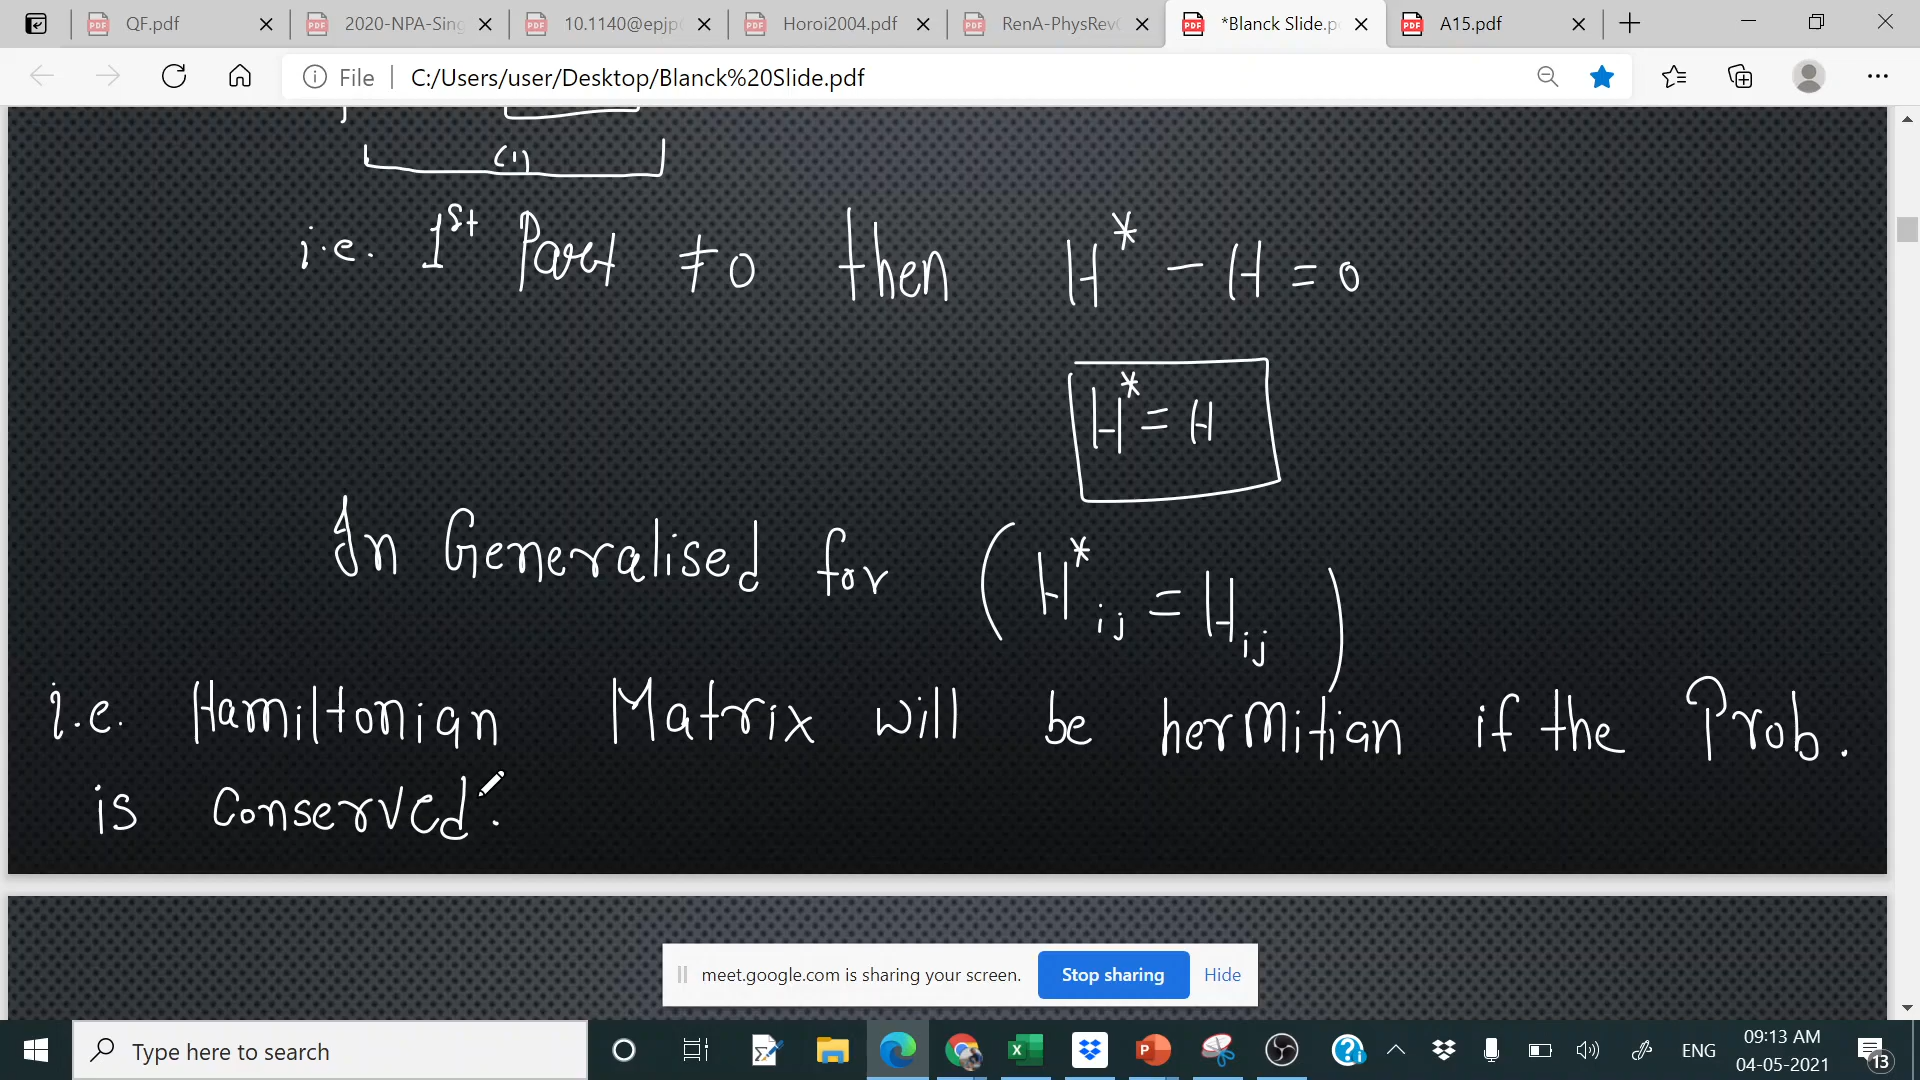 QF.pdf
2020-NPA-Sing
10.1140@epjp
Horoi2004.pdf
RenA-PhysRevC
*Blanck Slide.p
A15.pdf
File
C:/Users/user/Desktop/Blanck%20Slide.pdf
(1)
i.e. 1st Part ≠ 0 then H* - H = 0
H* = H
In Generalised for (H*ij = Hij)
i.e. Hamiltonian Matrix will be hermitian if the Prob.
is conserved.
meet.google.com is sharing your screen.
Stop sharing
Hide
Type here to search
ENG
09:13 AM
04-05-2021
13